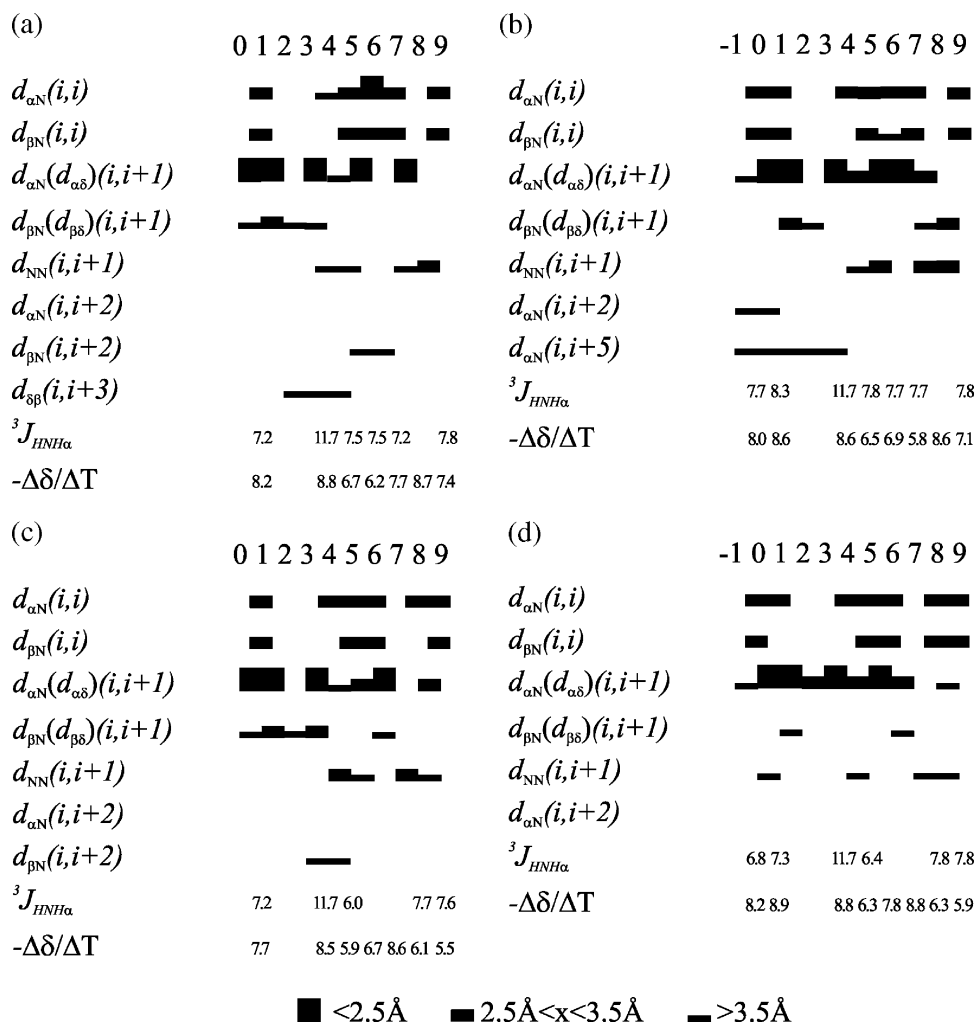 (a)
0 1 2 3 4 5 6 7 8 9
dαN(i,i)
dβN(i,i)
dαN(dαδ)(i,i+1)
dβN(dβδ)(i,i+1)
dNN(i,i+1)
dαN(i,i+2)
dβN(i,i+2)
dδβ(i,i+3)
³JHNHα 7.2 11.7 7.5 7.5 7.2 7.8
-Δδ/ΔT 8.2 8.8 6.7 6.2 7.7 8.7 7.4
(b)
-1 0 1 2 3 4 5 6 7 8 9
dαN(i,i)
dβN(i,i)
dαN(dαδ)(i,i+1)
dβN(dβδ)(i,i+1)
dNN(i,i+1)
dαN(i,i+2)
dαN(i,i+5)
³JHNHα 7.7 8.3 11.7 7.8 7.7 7.7 7.8
-Δδ/ΔT 8.0 8.6 8.6 6.5 6.9 5.8 8.6 7.1
(c)
0 1 2 3 4 5 6 7 8 9
dαN(i,i)
dβN(i,i)
dαN(dαδ)(i,i+1)
dβN(dβδ)(i,i+1)
dNN(i,i+1)
dαN(i,i+2)
dβN(i,i+2)
³JHNHα 7.2 11.7 6.0 7.7 7.6
-Δδ/ΔT 7.7 8.5 5.9 6.7 8.6 6.1 5.5
(d)
-1 0 1 2 3 4 5 6 7 8 9
dαN(i,i)
dβN(i,i)
dαN(dαδ)(i,i+1)
dβN(dβδ)(i,i+1)
dNN(i,i+1)
dαN(i,i+2)
³JHNHα 6.8 7.3 11.7 6.4 7.8 7.8
-Δδ/ΔT 8.2 8.9 8.8 6.3 7.8 8.8 6.3 5.9
<2.5Å 2.5Å<x<3.5Å >3.5Å